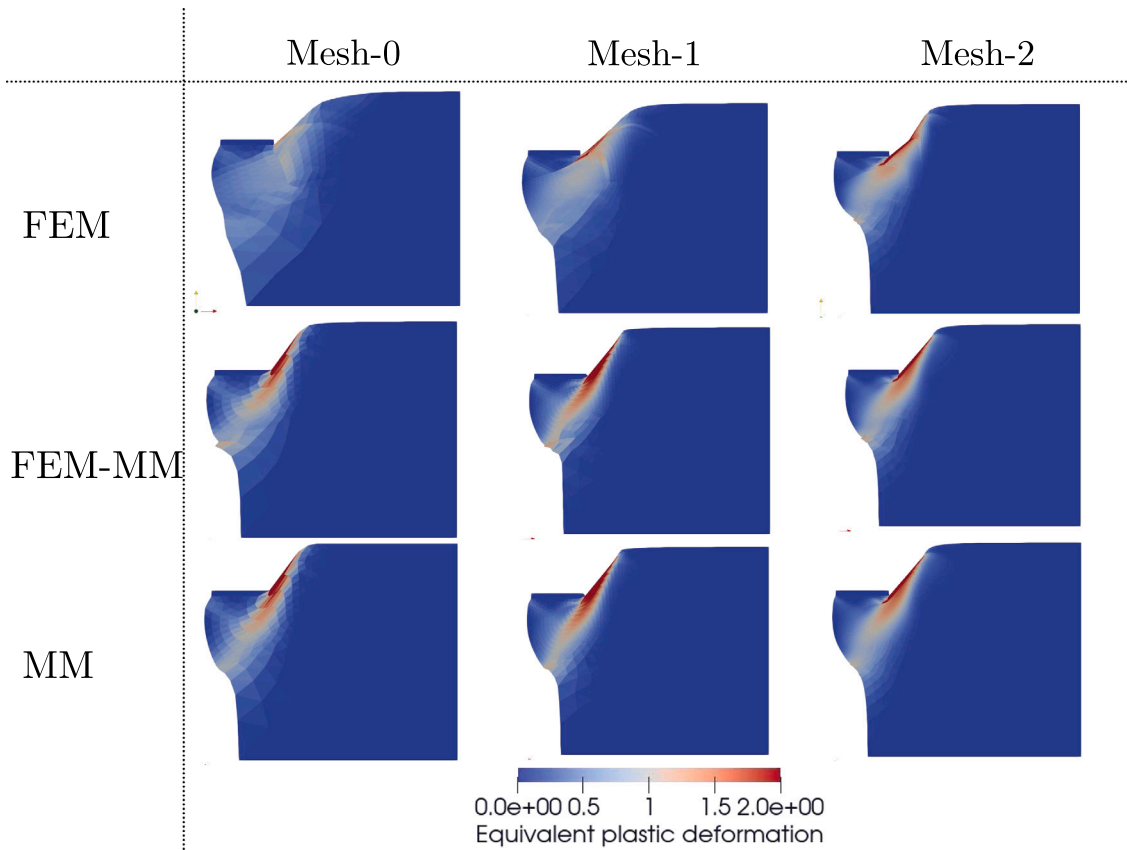 Mesh-0 Mesh-1 Mesh-2
FEM
FEM-MM
MM
0.0e+00 0.5 1 1.5 2.0e+00
Equivalent plastic deformation